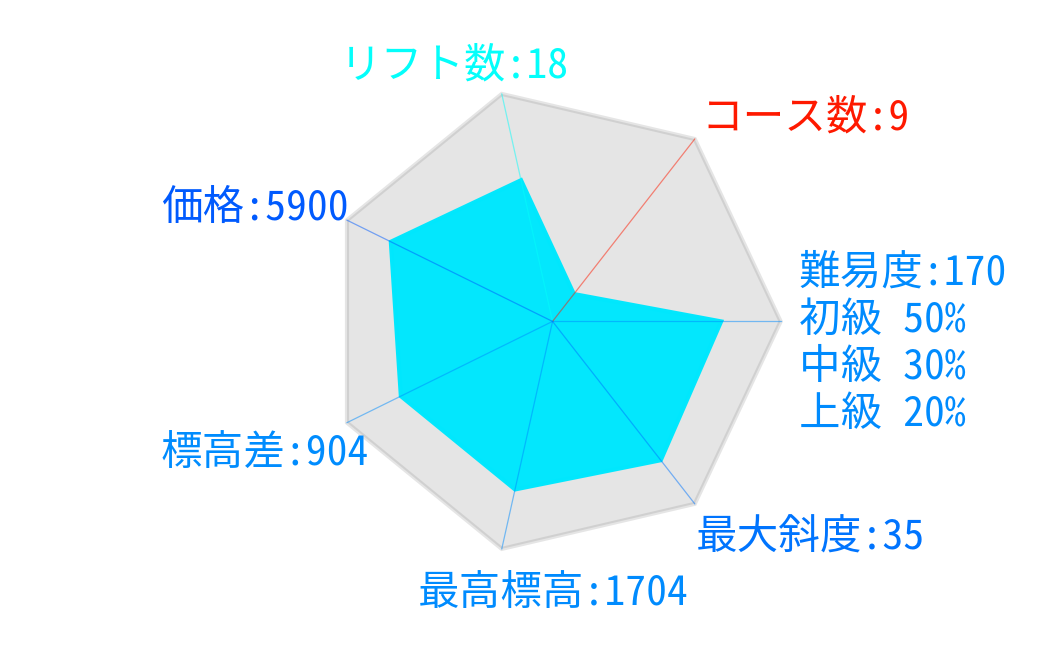 リフト数:18
コース数:9
価格:5900
難易度:170
初級 50%
中級 30%
上級 20%
標高差:904
最大斜度:35
最高標高:1704